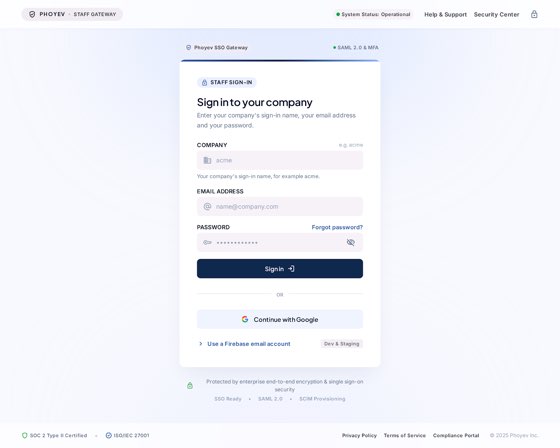 PHOYEV • STAFF GATEWAY
System Status: Operational
Help & Support
Security Center
Phoyev SSO Gateway
SAML 2.0 & MFA
STAFF SIGN-IN
Sign in to your company
Enter your company's sign-in name, your email address
and your password.
COMPANY
e.g. acme
acme
Your company's sign-in name, for example acme.
EMAIL ADDRESS
name@company.com
PASSWORD
Forgot password?
••••••••••••
Sign in
OR
Continue with Google
Use a Firebase email account
Dev & Staging
Protected by enterprise end-to-end encryption & single sign-on
security
SSO Ready • SAML 2.0 • SCIM Provisioning
SOC 2 Type II Certified • ISO/IEC 27001
Privacy Policy
Terms of Service
Compliance Portal
© 2025 Phoyev Inc.